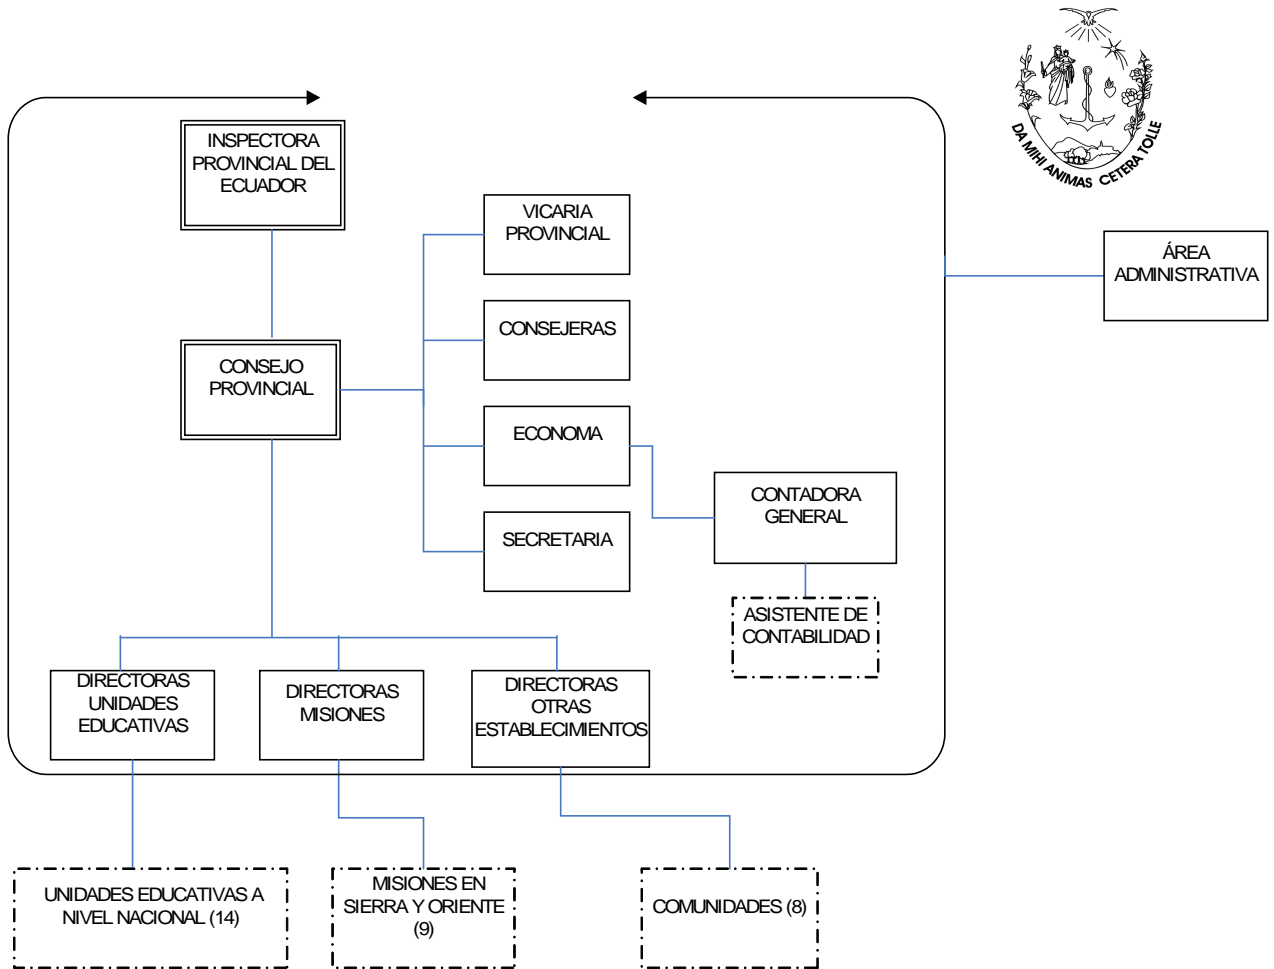 DA MIHI ANIMAS CETERA TOLLE
INSPECTORA
PROVINCIAL DEL
ECUADOR
VICARIA
PROVINCIAL
ÁREA
ADMINISTRATIVA
CONSEJERAS
CONSEJO
PROVINCIAL
ECONOMA
CONTADORA
GENERAL
SECRETARIA
ASISTENTE DE
CONTABILIDAD
DIRECTORAS
UNIDADES
EDUCATIVAS
DIRECTORAS
MISIONES
DIRECTORAS
OTRAS
ESTABLECIMIENTOS
UNIDADES EDUCATIVAS A
NIVEL NACIONAL (14)
MISIONES EN
SIERRA Y ORIENTE
(9)
COMUNIDADES (8)